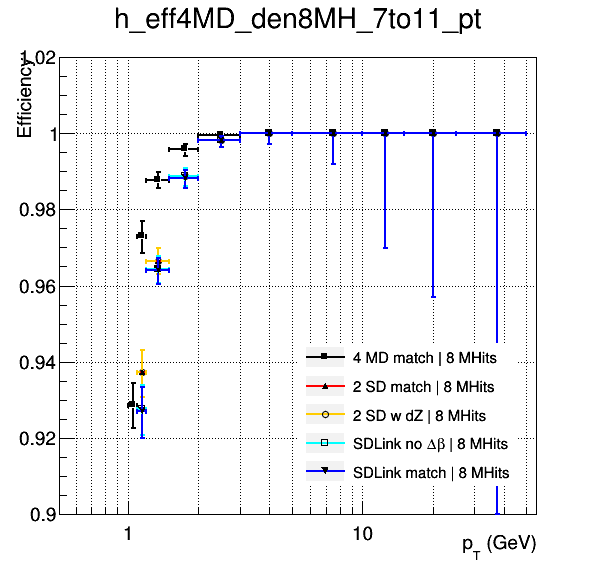 h_eff4MD_den8MH_7to11_pt
Efficiency
1.02
1
0.98
0.96
0.94
0.92
0.9
4 MD match | 8 MHits
2 SD match | 8 MHits
2 SD w dZ | 8 MHits
SDLink no Δβ | 8 MHits
SDLink match | 8 MHits
1
10
p_T (GeV)